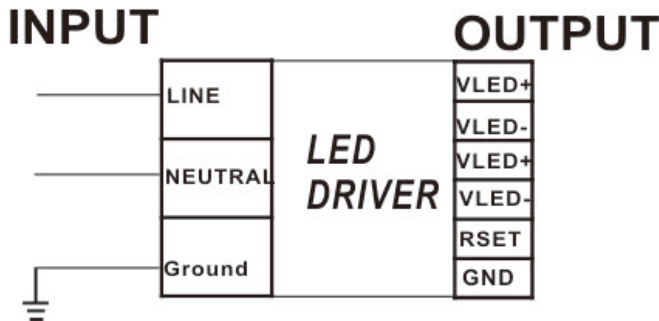 INPUT
OUTPUT
LINE
NEUTRAL
Ground
LED
DRIVER
VLED+
VLED-
VLED+
VLED-
RSET
GND